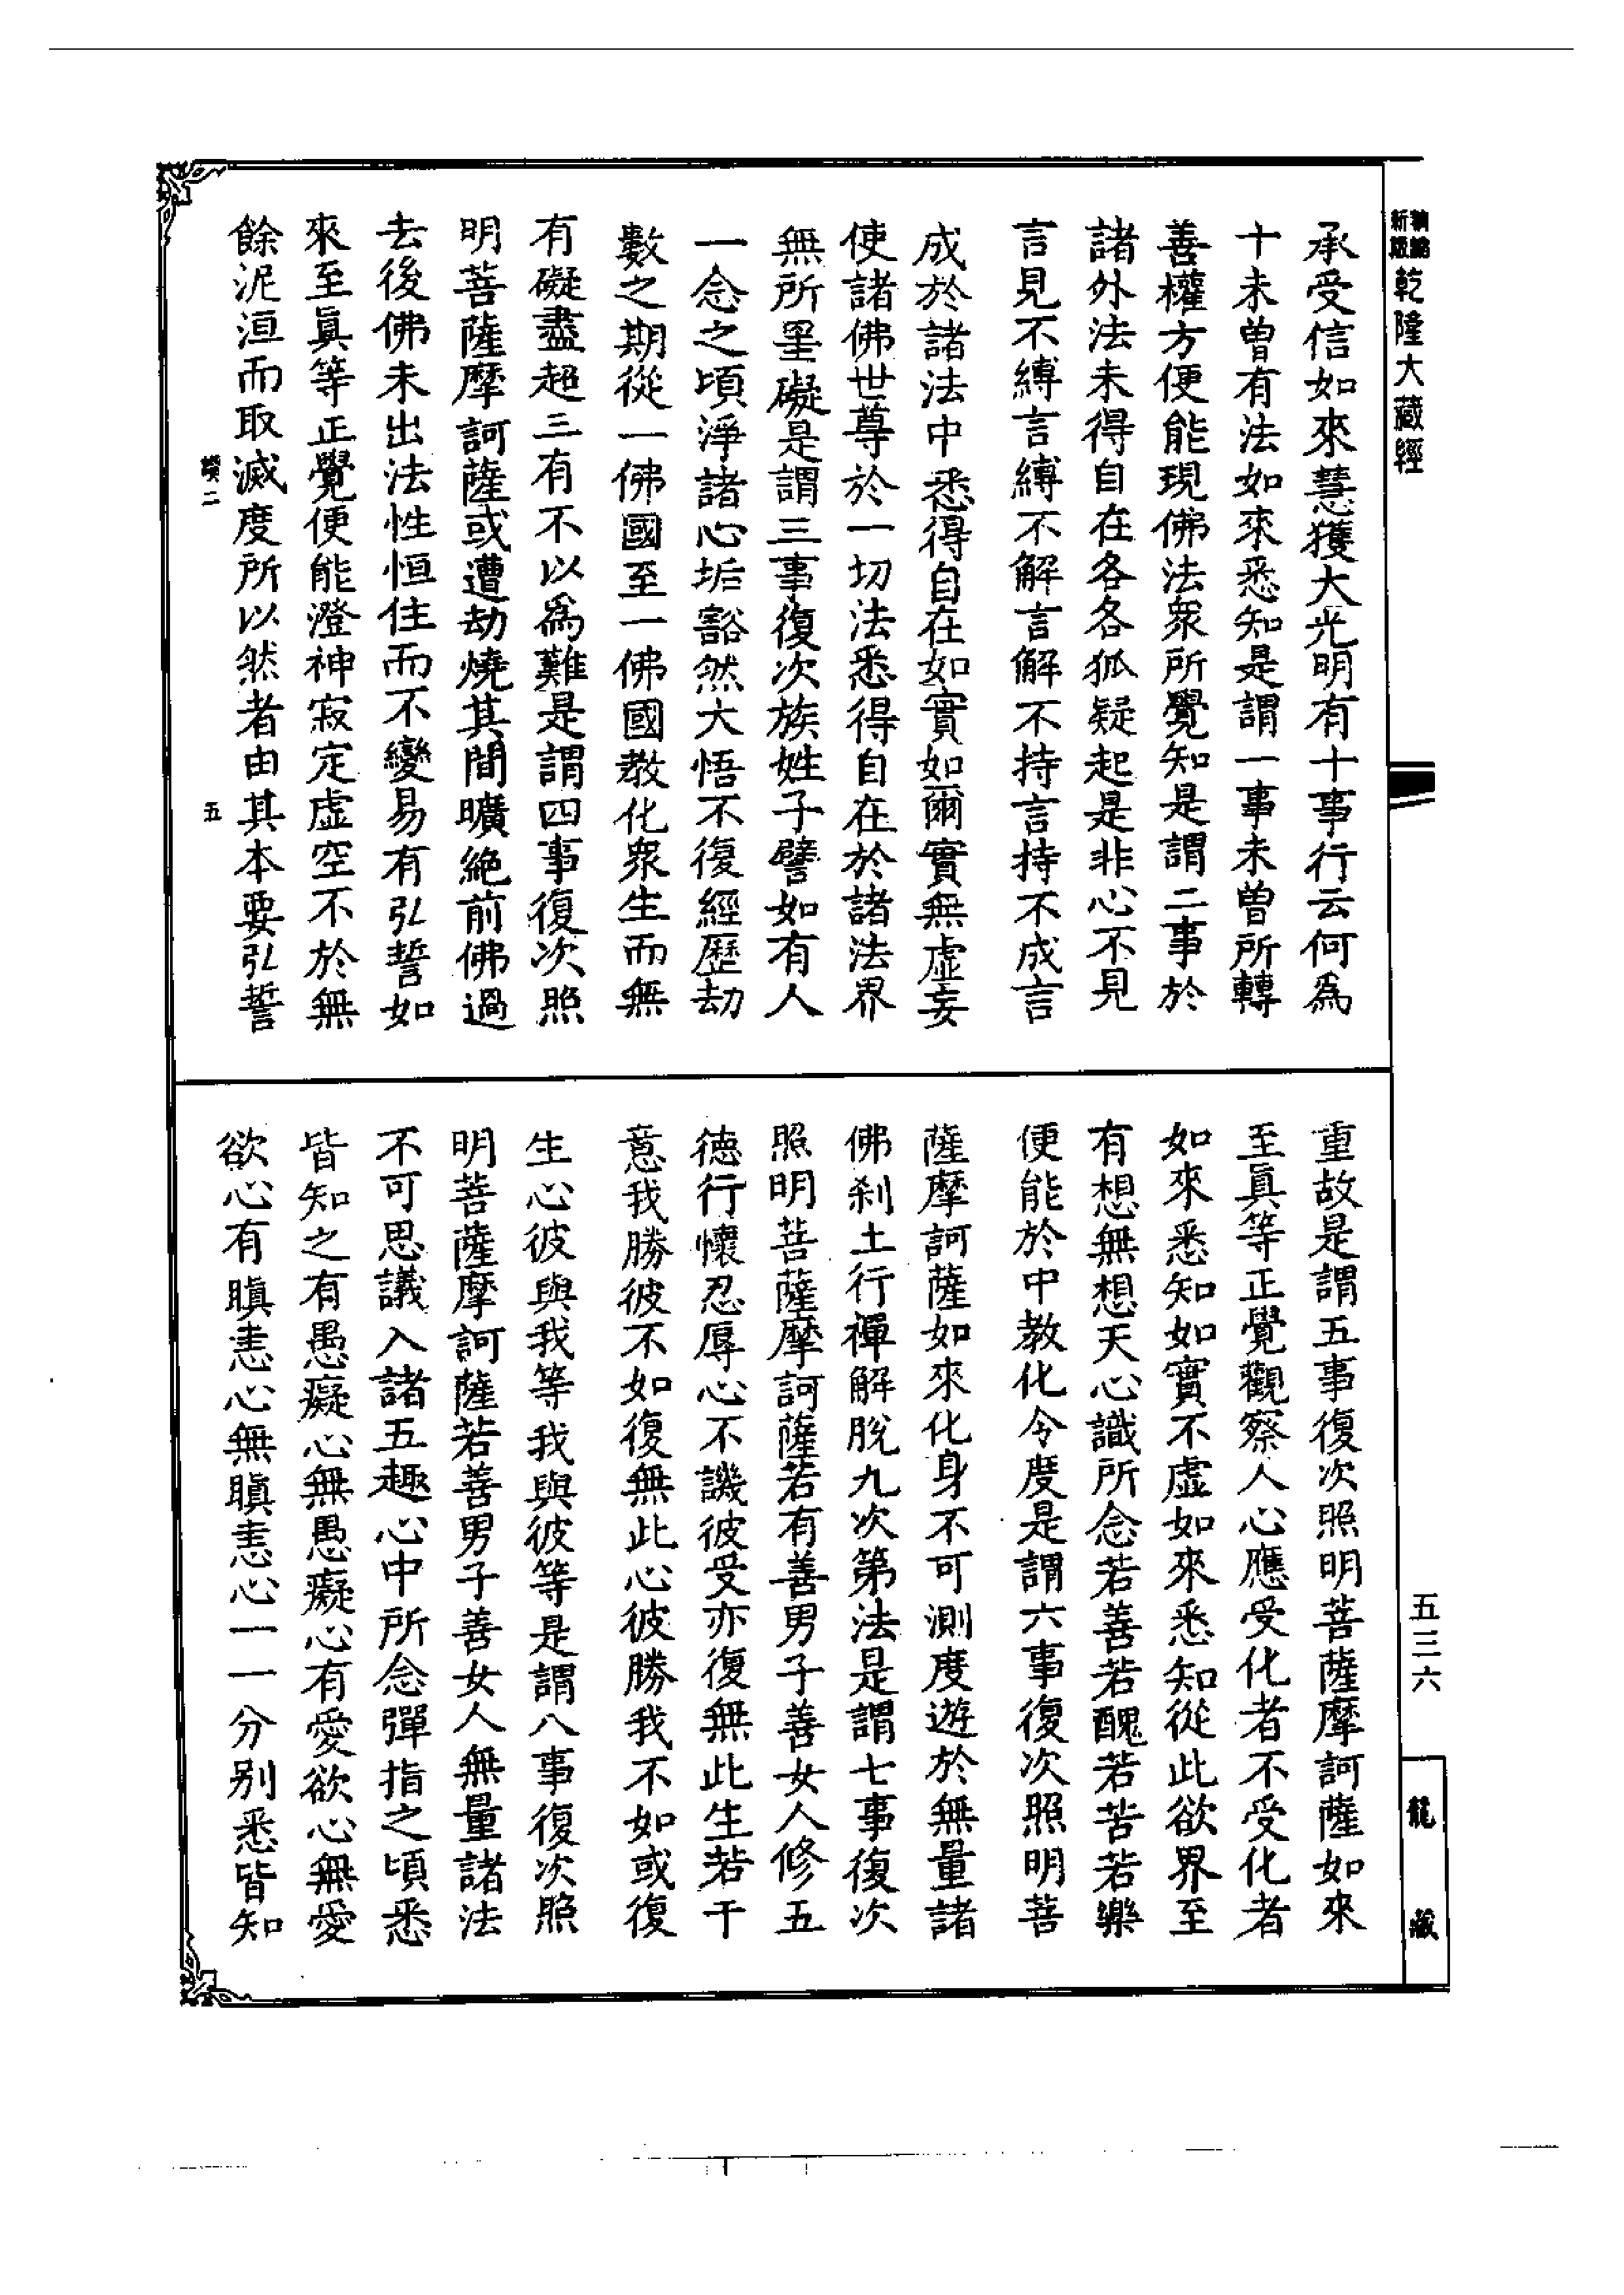 新編縮版
乾隆大藏經
承受信如來慧獲大光明有十事行云何為
十未曾有法如來悉知是謂一事未曾所轉
善權方便能現佛法眾所覺知是謂二事於
諸外法未得自在各各狐疑起是非心不見
言見不縛言縛不解言解不持言持不成言
成於諸法中悉得自在如實如爾實無虛妄
使諸佛世尊於一切法悉得自在於諸法界
無所罣礙是謂三事復次族姓子譬如有人
一念之頃淨諸心垢豁然大悟不復經歷劫
數之期從一佛國至一佛國教化眾生而無
有礙盡超三有不以為難是謂四事復次照
明菩薩摩訶薩或遭劫燒其間曠絕前佛過
去後佛未出法性恒住而不變易有弘誓如
來至真等正覺便能澄神寂定虛空不於無
餘泥洹而取滅度所以然者由其本要弘誓
五
重故是謂五事復次照明菩薩摩訶薩如來
至真等正覺觀察人心應受化者不受化者
如來悉知如實不虛如來悉知從此欲界至
有想無想天心識所念若善若醜若苦若樂
便能於中教化令度是謂六事復次照明菩
薩摩訶薩如來化身不可測度遊於無量諸
佛剎土行禪解脫九次第法是謂七事復次
照明菩薩摩訶薩若有善男子善女人修五
德行懷忍辱心不譏彼受亦復無此生若干
意我勝彼不如復無此心彼勝我不如或復
生心彼與我等我與彼等是謂八事復次照
明菩薩摩訶薩若善男子善女人無量諸法
不可思議入諸五趣心中所念彈指之頃悉
皆知之有愚癡心無愚癡心有愛欲心無愛
欲心有瞋恚心無瞋恚心一一分別悉皆知
五三六
龍藏